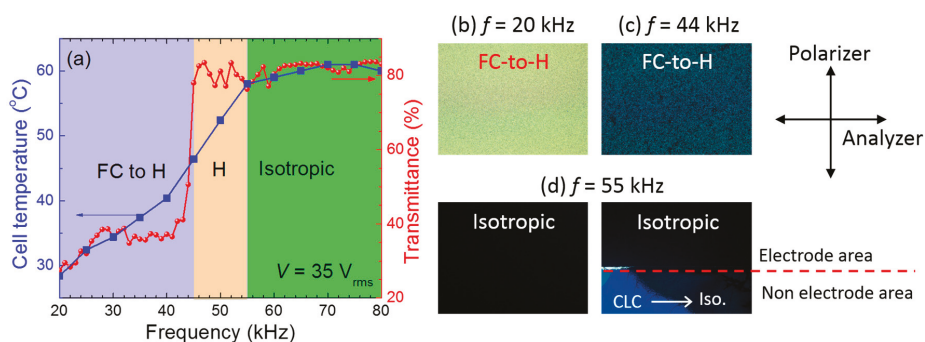 (a)
Cell temperature (°C)
60
50
40
30
FC to H
H
Isotropic
V = 35 Vrms
20 30 40 50 60 70 80
Frequency (kHz)
80
60
40
20
Transmittance (%)
(b) f = 20 kHz
FC-to-H
(c) f = 44 kHz
FC-to-H
Polarizer
Analyzer
(d) f = 55 kHz
Isotropic
Isotropic
CLC
Iso.
Electrode area
Non electrode area